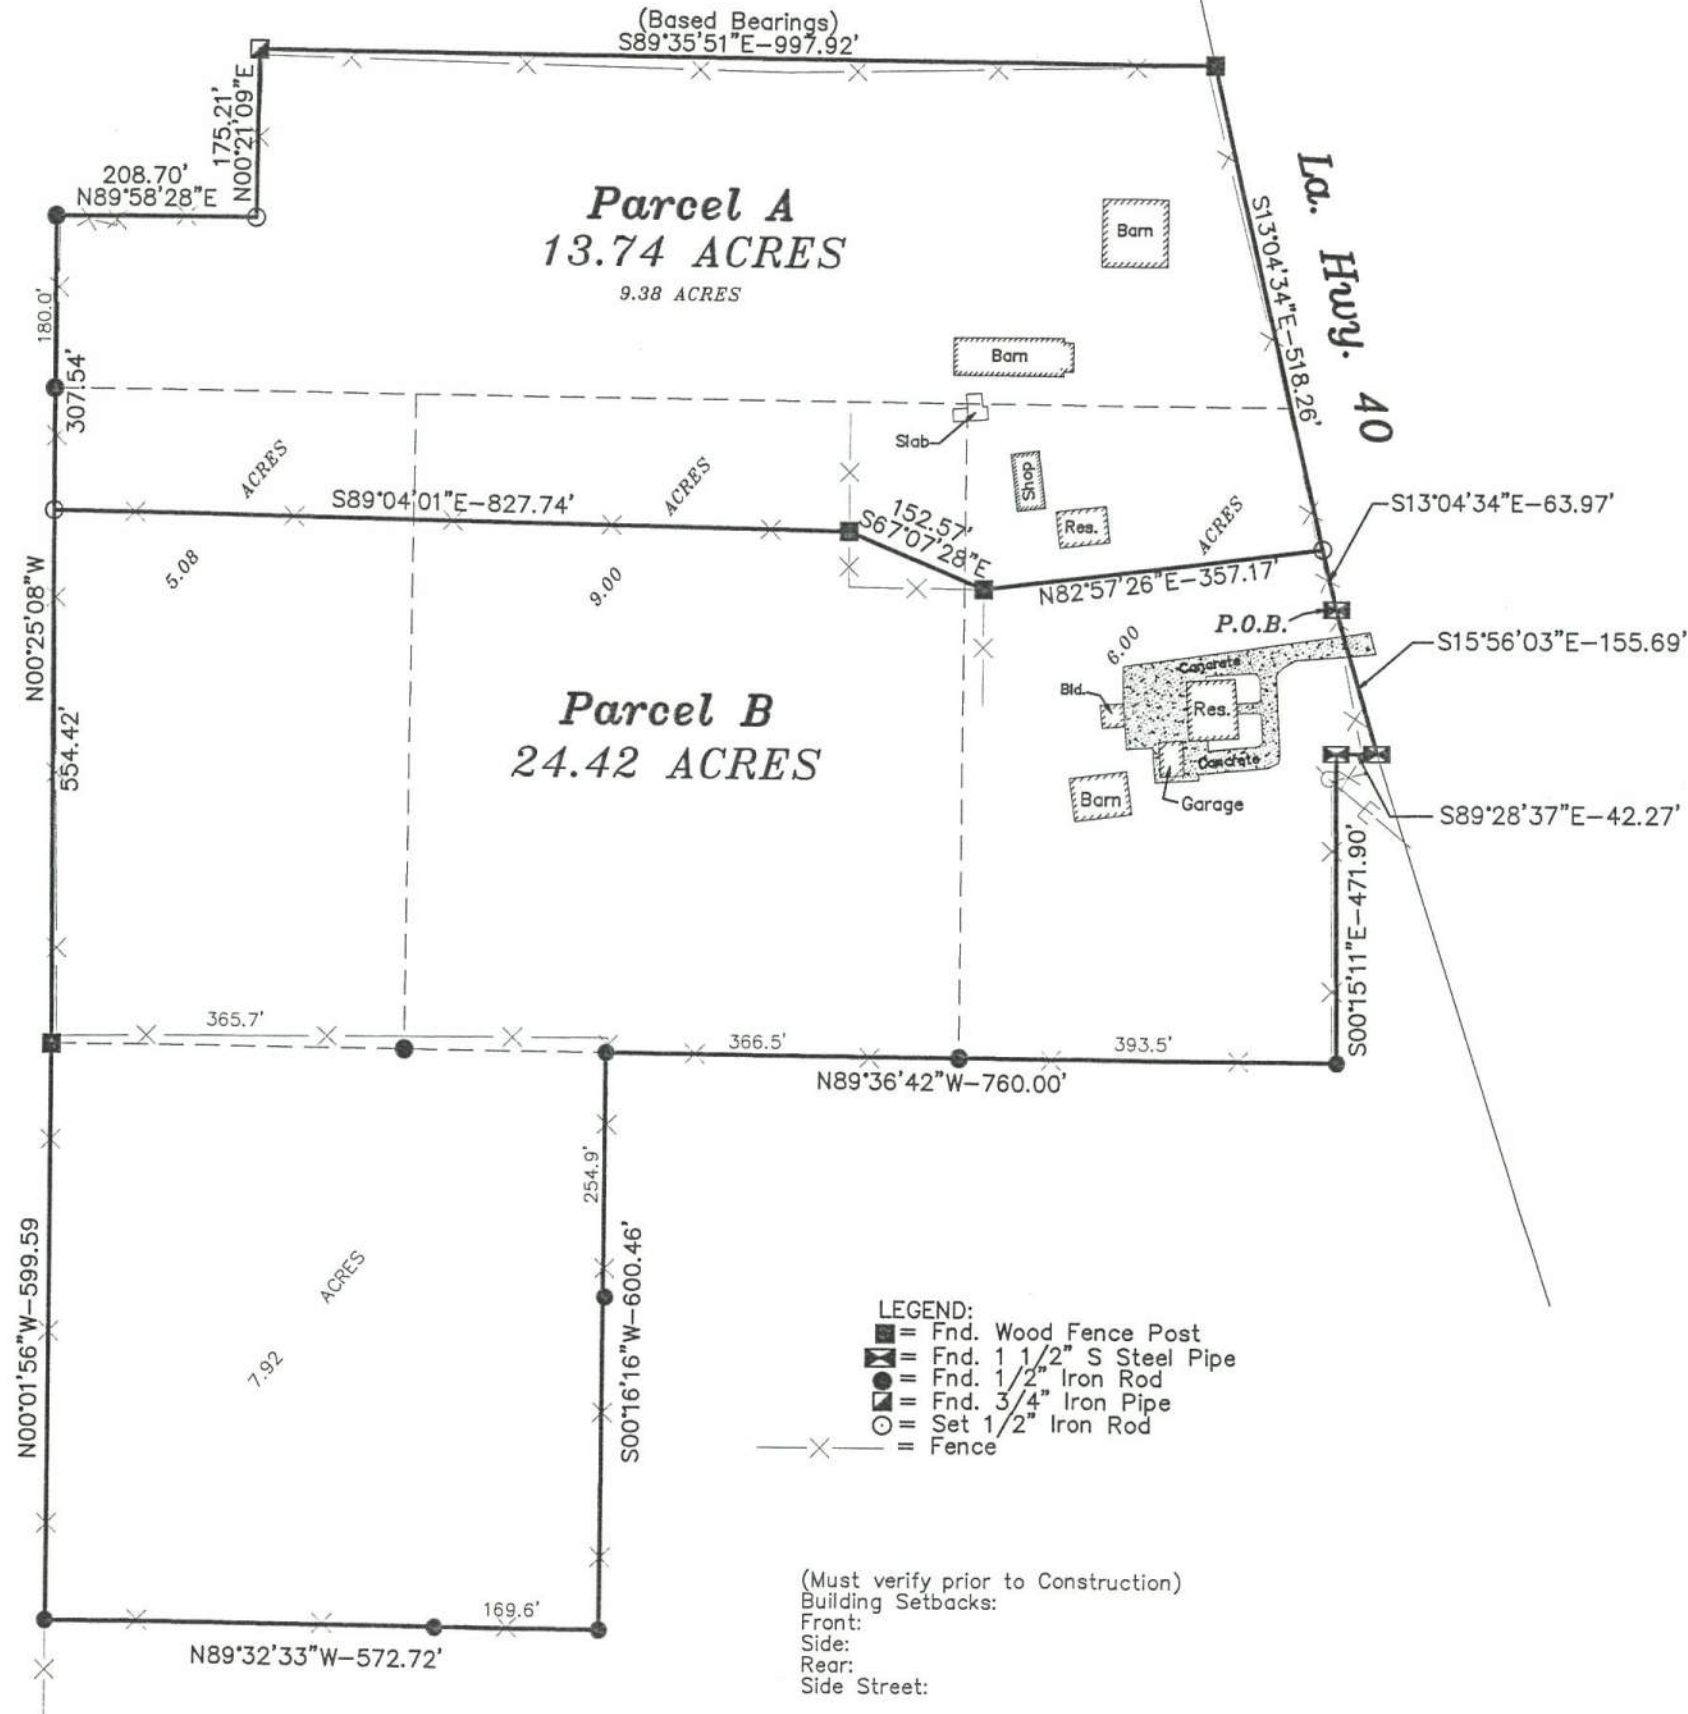 (Based Bearings)
S89°35'51"E-997.92'
175.21'
N00°21'09"E
208.70'
N89°58'28"E
Parcel A
13.74 ACRES
9.38 ACRES
Barn
La. Hwy. 40
S13°04'34"E-518.26'
180.0'
307.54'
Barn
Slab
Shop
Res.
ACRES
ACRES
ACRES
S89°04'01"E-827.74'
152.57'
S67°07'28"E
S13°04'34"E-63.97'
N82°57'26"E-357.17'
5.08
9.00
6.00
P.O.B.
S15°56'03"E-155.69'
N00°25'08"W
554.42'
Parcel B
24.42 ACRES
Concrete
Bld.
Res.
Concrete
Barn
Garage
S89°28'37"E-42.27'
S00°15'11"E-471.90'
365.7'
366.5'
393.5'
N89°36'42"W-760.00'
254.9'
N00°01'56"W-599.59
S00°16'16"W-600.46'
ACRES
7.92
169.6'
N89°32'33"W-572.72'
LEGEND:
= Fnd. Wood Fence Post
= Fnd. 1 1/2" S Steel Pipe
= Fnd. 1/2" Iron Rod
= Fnd. 3/4" Iron Pipe
= Set 1/2" Iron Rod
= Fence
(Must verify prior to Construction)
Building Setbacks:
Front:
Side:
Rear:
Side Street: